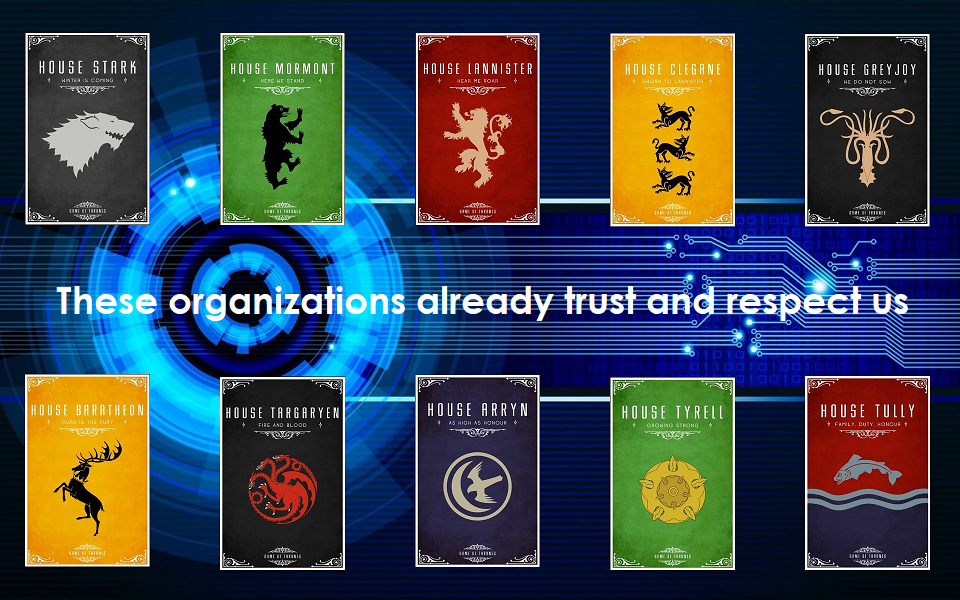 HOUSE STARK
WINTER IS COMING
GAME OF THRONES
HOUSE MORMONT
HERE WE STAND
GAME OF THRONES
HOUSE LANNISTER
HEAR ME ROAR
GAME OF THRONES
HOUSE CLEGANE
SWORN TO LANNISTER
GAME OF THRONES
HOUSE GREYJOY
WE DO NOT SOW
GAME OF THRONES
These organizations already trust and respect us
HOUSE BARATHEON
OURS IS THE FURY
GAME OF THRONES
HOUSE TARGARYEN
FIRE AND BLOOD
GAME OF THRONES
HOUSE ARRYN
AS HIGH AS HONOUR
GAME OF THRONES
HOUSE TYRELL
GROWING STRONG
GAME OF THRONES
HOUSE TULLY
FAMILY, DUTY, HONOUR
GAME OF THRONES